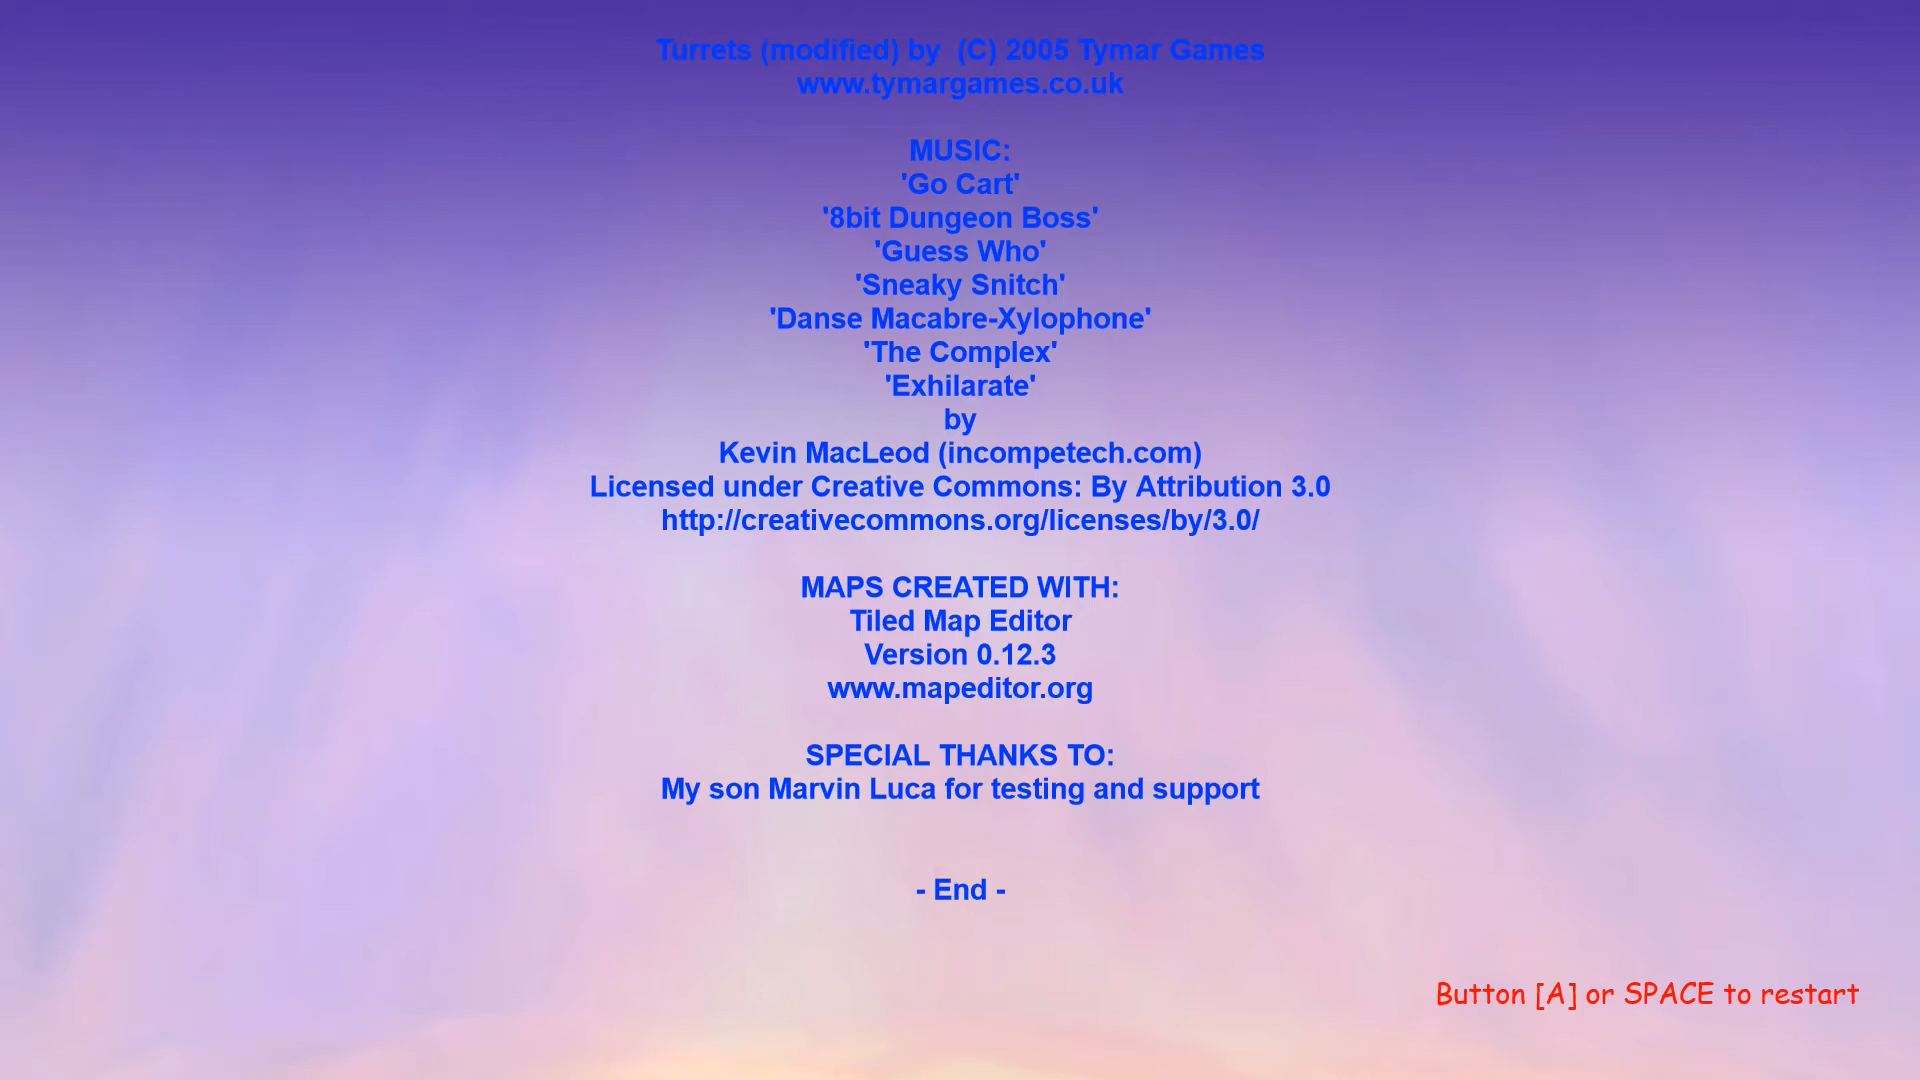 Turrets (modified) by  (C) 2005 Tymar Games
www.tymargames.co.uk
MUSIC:
'Go Cart'
'8bit Dungeon Boss'
'Guess Who'
'Sneaky Snitch'
'Danse Macabre-Xylophone'
'The Complex'
'Exhilarate'
by
Kevin MacLeod (incompetech.com)
Licensed under Creative Commons: By Attribution 3.0
http://creativecommons.org/licenses/by/3.0/
MAPS CREATED WITH:
Tiled Map Editor
Version 0.12.3
www.mapeditor.org
SPECIAL THANKS TO:
My son Marvin Luca for testing and support
- End -
Button [A] or SPACE to restart